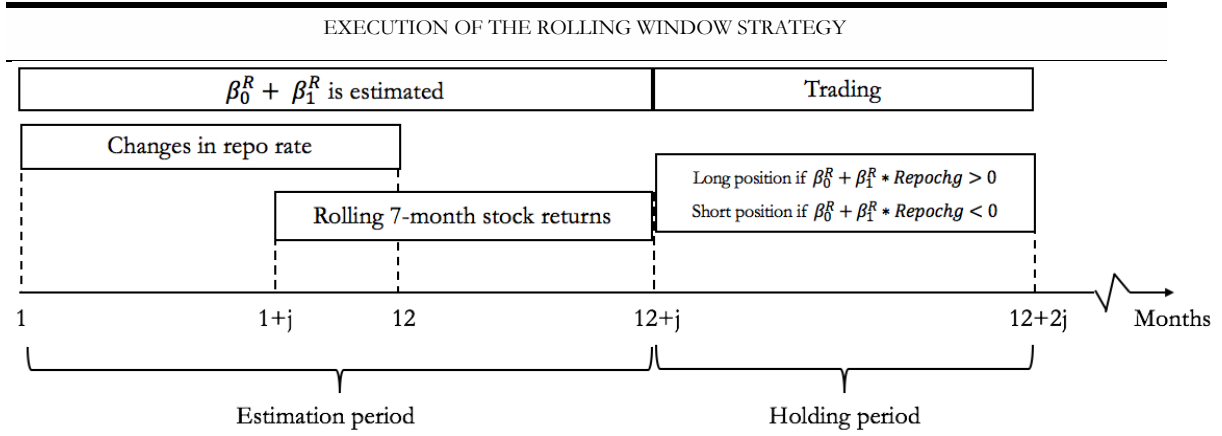 EXECUTION OF THE ROLLING WINDOW STRATEGY
β₀ᴿ + β₁ᴿ is estimated
Trading
Changes in repo rate
Long position if β₀ᴿ + β₁ᴿ * Repochg > 0
Short position if β₀ᴿ + β₁ᴿ * Repochg < 0
Rolling 7-month stock returns
1 1+j 12 12+j 12+2j Months
Estimation period
Holding period